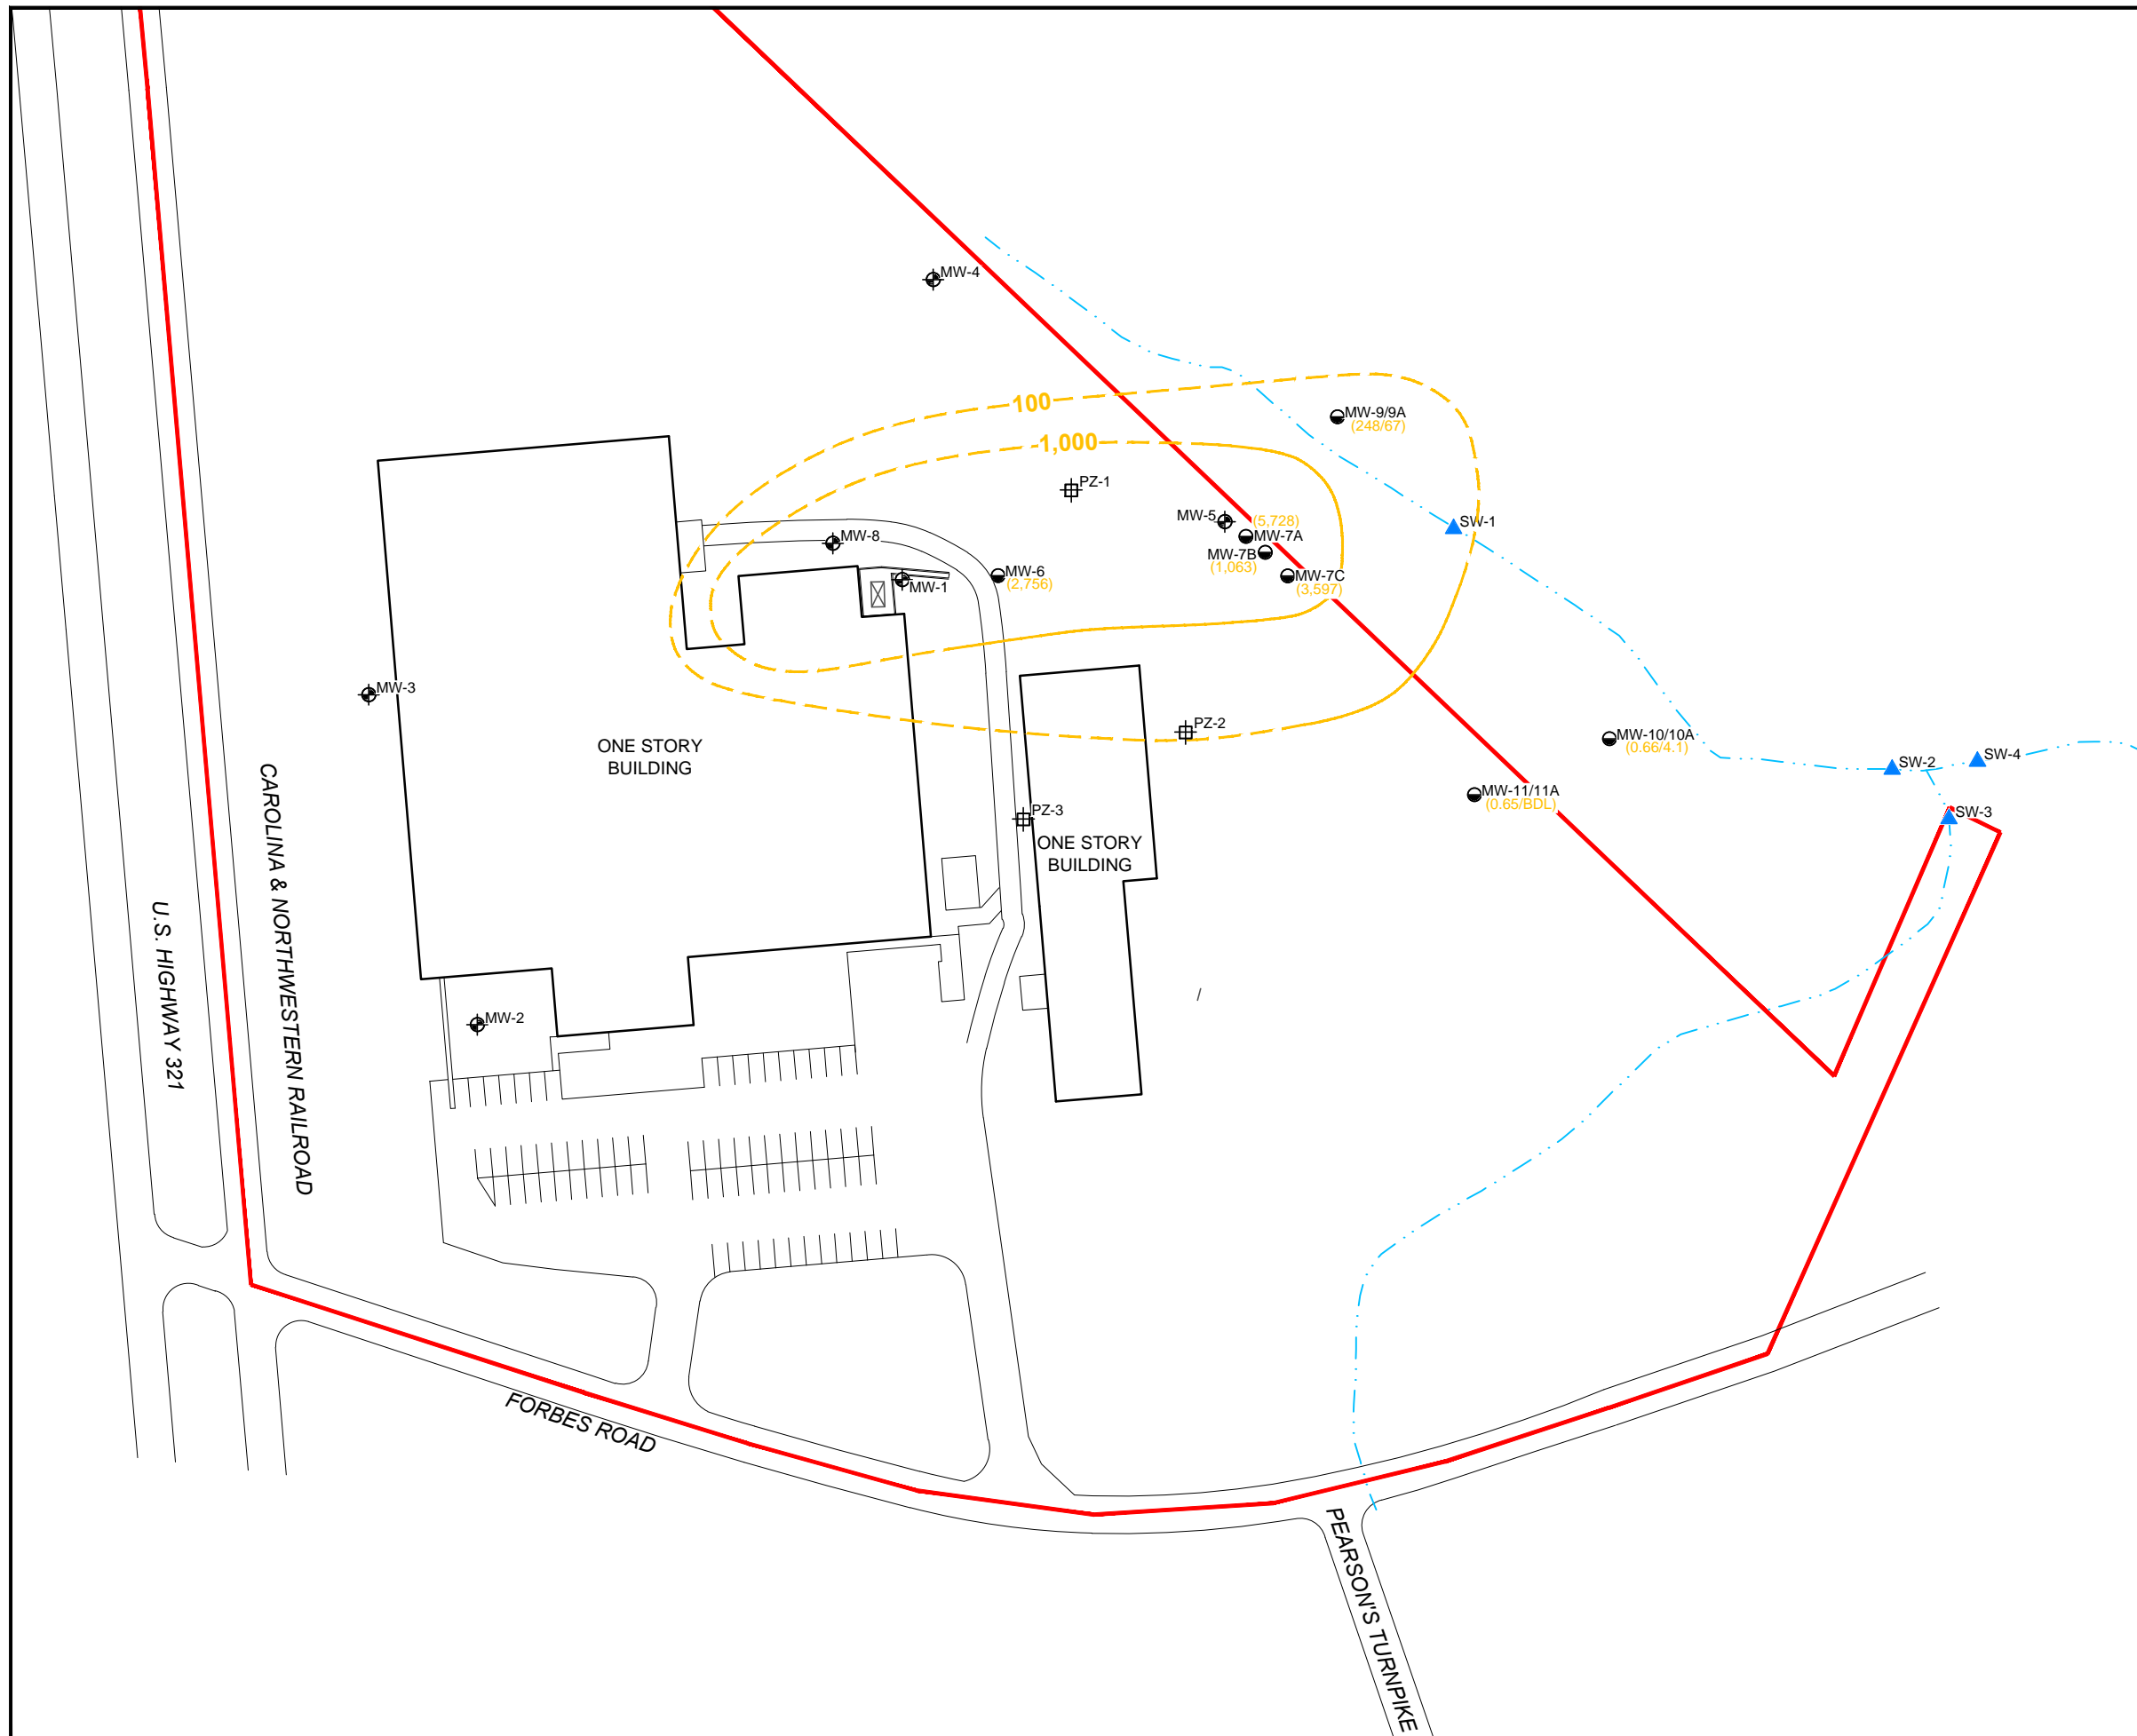 MW-4
100
MW-9/9A
(248/67)
1,000
PZ-1
MW-5
(5,728)
SW-1
MW-8
MW-7A
MW-7B
(1,063)
MW-6
(2,756)
MW-1
MW-7C
(3,597)
MW-3
PZ-2
MW-10/10A
(0.66/4.1)
ONE STORY
BUILDING
SW-2
SW-4
MW-11/11A
(0.65/BDL)
PZ-3
SW-3
ONE STORY
BUILDING
CAROLINA & NORTHWESTERN RAILROAD
U.S. HIGHWAY 321
MW-2
FORBES ROAD
PEARSON'S TURNPIKE